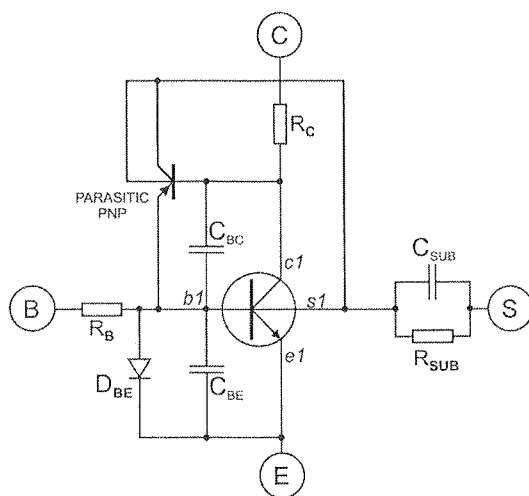 C
R_C
PARASITIC
PNP
C_BC
c1
C_SUB
B
b1
s1
S
R_B
e1
R_SUB
D_BE
C_BE
E